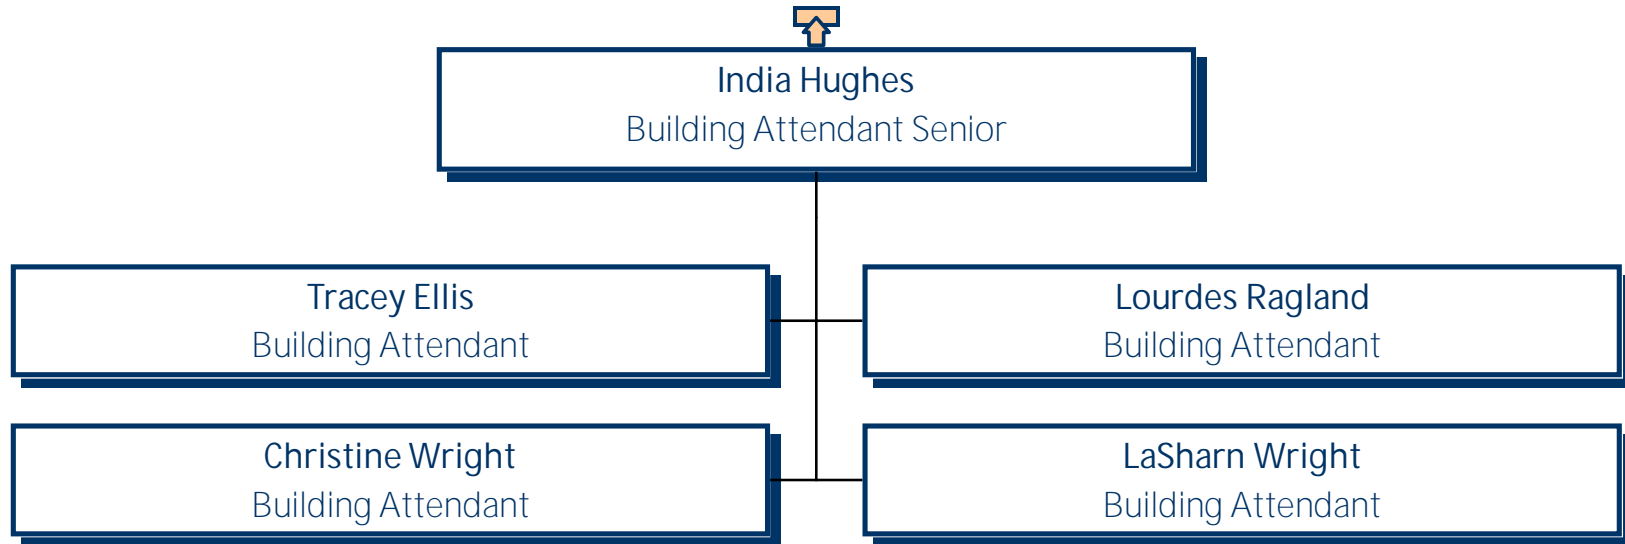 India Hughes
Building Attendant Senior
Tracey Ellis
Building Attendant
Lourdes Ragland
Building Attendant
Christine Wright
Building Attendant
LaSharn Wright
Building Attendant